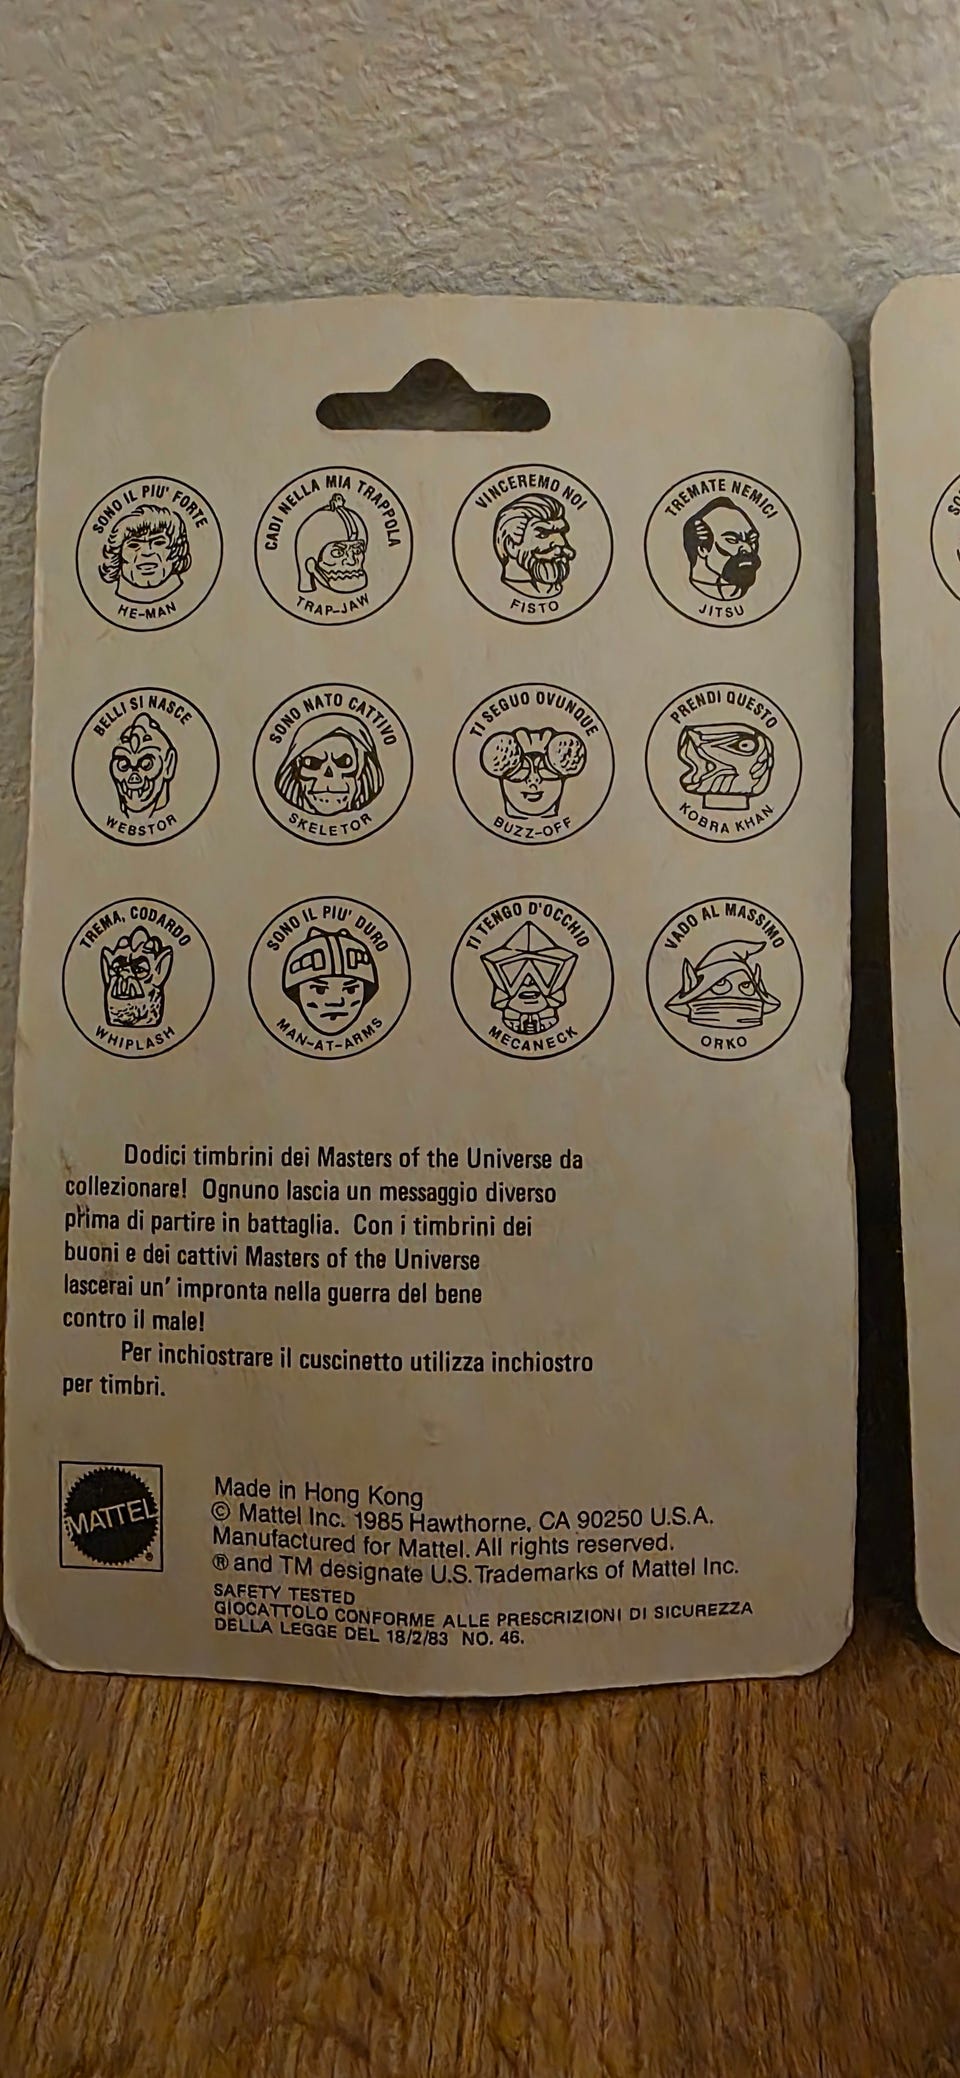 SONO IL PIU' FORTE
HE-MAN
CADI NELLA MIA TRAPPOLA
TRAP-JAW
VINCEREMO NOI
FISTO
TREMATE NEMICI
JITSU
BELLI SI NASCE
WEBSTOR
SONO NATO CATTIVO
SKELETOR
TI SEGUO OVUNQUE
BUZZ-OFF
PRENDI QUESTO
KOBRA KHAN
TREMA, CODARDO
WHIPLASH
SONO IL PIU' DURO
MAN-AT-ARMS
TI TENGO D'OCCHIO
MECANECK
VADO AL MASSIMO
ORKO
Dodici timbrini dei Masters of the Universe da
collezionare! Ognuno lascia un messaggio diverso
prima di partire in battaglia. Con i timbrini dei
buoni e dei cattivi Masters of the Universe
lascerai un' impronta nella guerra del bene
contro il male!
Per inchiostrare il cuscinetto utilizza inchiostro
per timbri.
MATTEL ®
Made in Hong Kong
© Mattel Inc. 1985 Hawthorne, CA 90250 U.S.A.
Manufactured for Mattel. All rights reserved.
® and TM designate U.S. Trademarks of Mattel Inc.
SAFETY TESTED
GIOCATTOLO CONFORME ALLE PRESCRIZIONI DI SICUREZZA
DELLA LEGGE DEL 18/2/83 NO. 46.